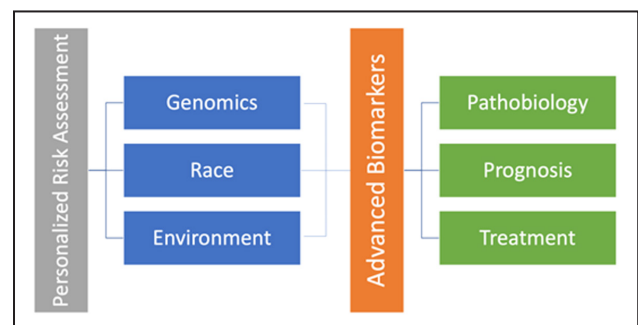 Personalized Risk Assessment
Genomics
Race
Environment
Advanced Biomarkers
Pathobiology
Prognosis
Treatment